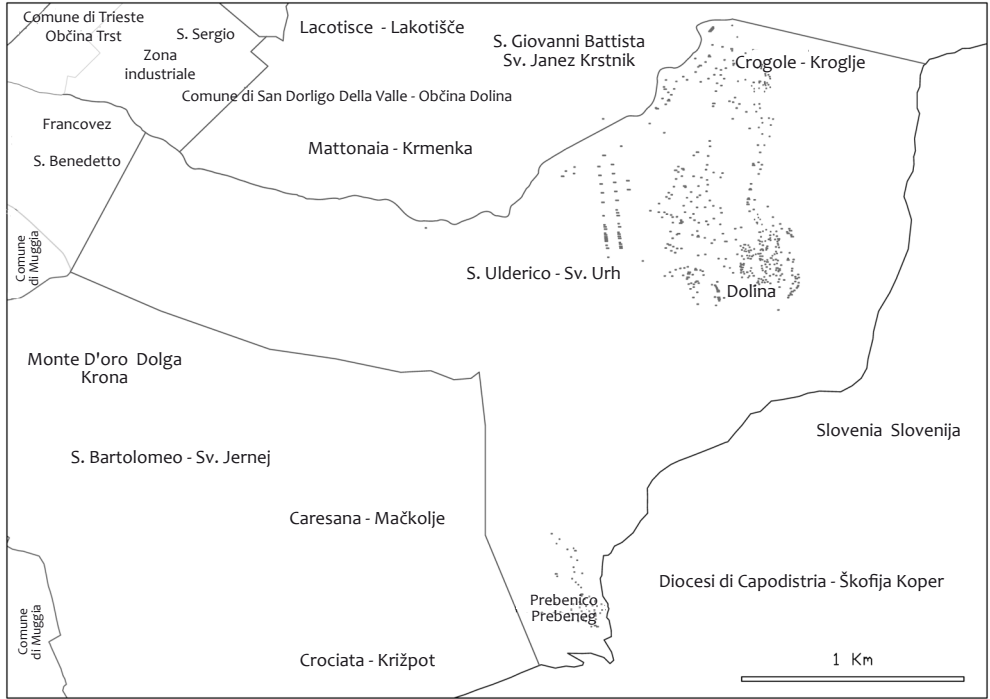 Comune di Trieste
Občina Trst
S. Sergio
Zona
industriale
Lacotisce - Lakotišče
S. Giovanni Battista
Sv. Janez Krstnik
Crogole - Kroglje
Comune di San Dorligo Della Valle - Občina Dolina
Francovez
S. Benedetto
Mattonaia - Krmenka
Comune
di Muggia
S. Ulderico - Sv. Urh
Dolina
Monte D'oro Dolga
Krona
Slovenia Slovenija
S. Bartolomeo - Sv. Jernej
Caresana - Mačkolje
Diocesi di Capodistria - Škofija Koper
Prebenico
Prebeneg
Comune
di Muggia
Crociata - Križpot
1 Km